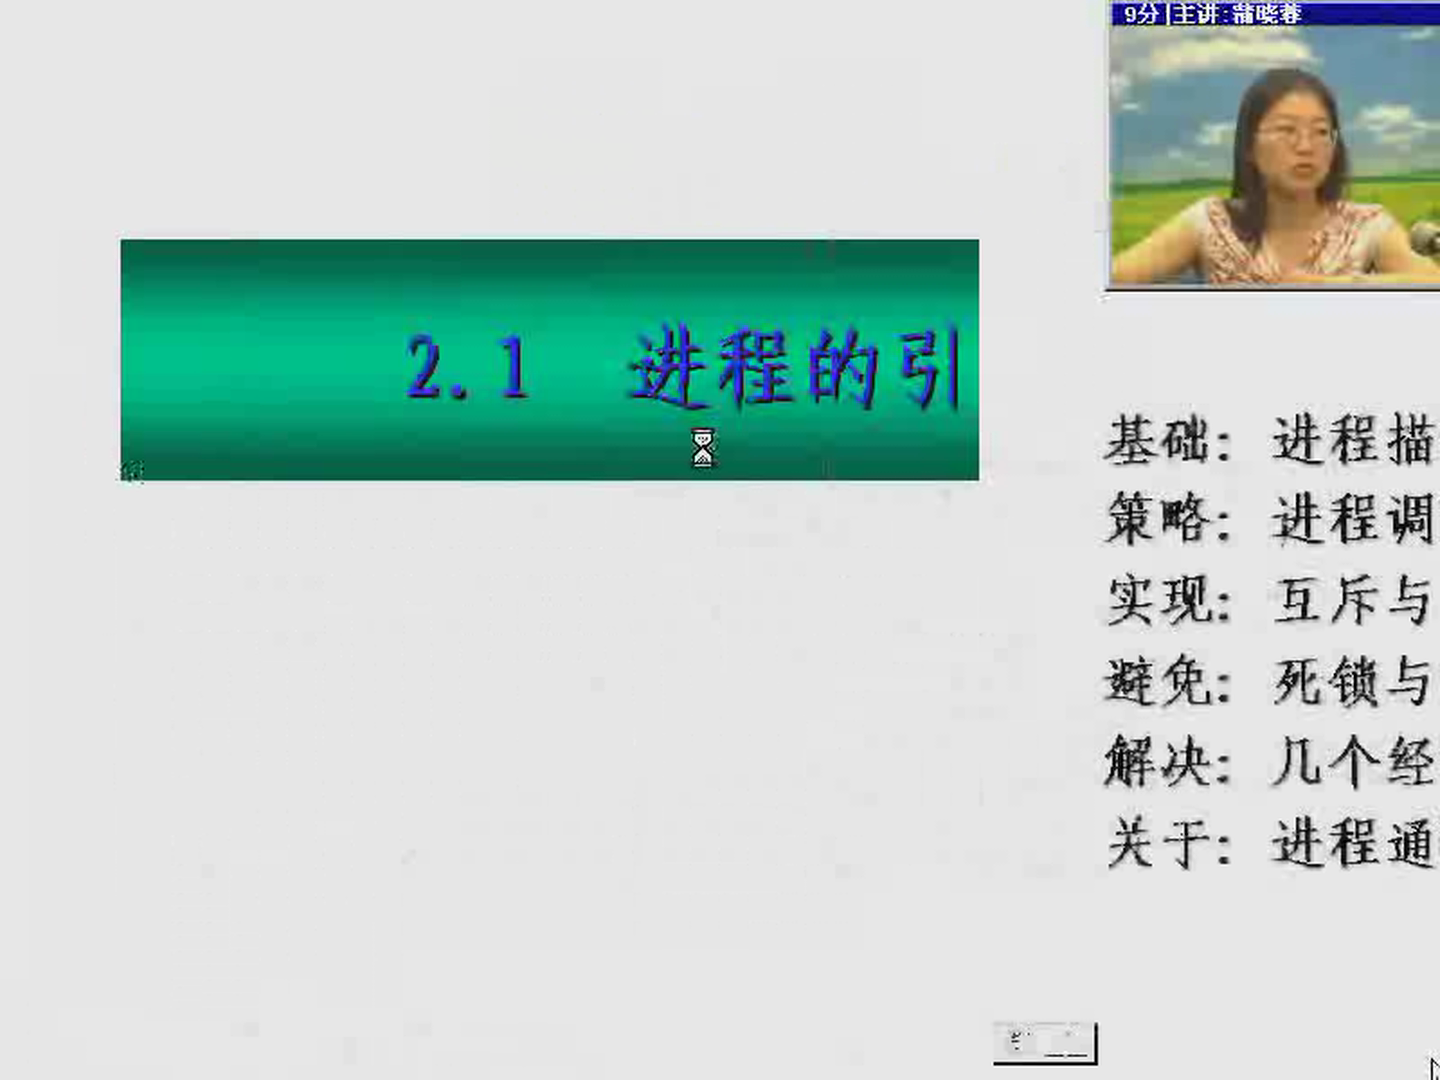 9分|主讲:蒲晓蓉
2.1 进程的引
基础: 进程描
策略: 进程调
实现: 互斥与
避免: 死锁与
解决: 几个经
关于: 进程通